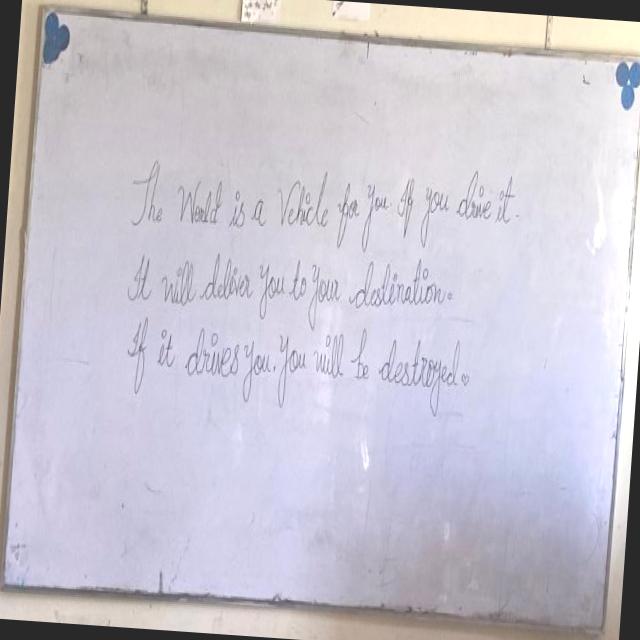 The World is a Vehicle for you. If you drive it.
It will deliver you to your destination.
If it drives you. You will be destroyed.